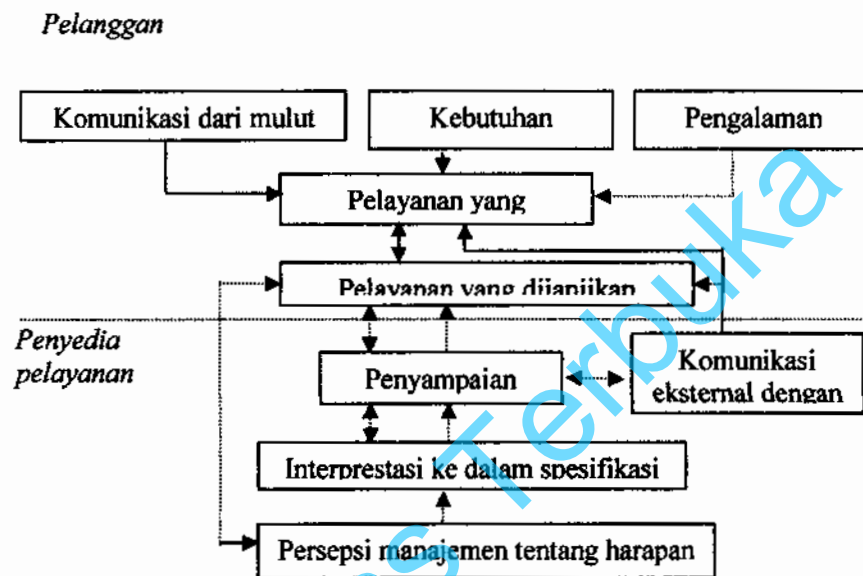 Pelanggan
Komunikasi dari mulut
Kebutuhan
Pengalaman
Pelayanan yang
Pelayanan yang dijanjikan
Penyedia
pelayanan
Penyampaian
Komunikasi
eksternal dengan
Interprestasi ke dalam spesifikasi
Persepsi manajemen tentang harapan
s Terbuka